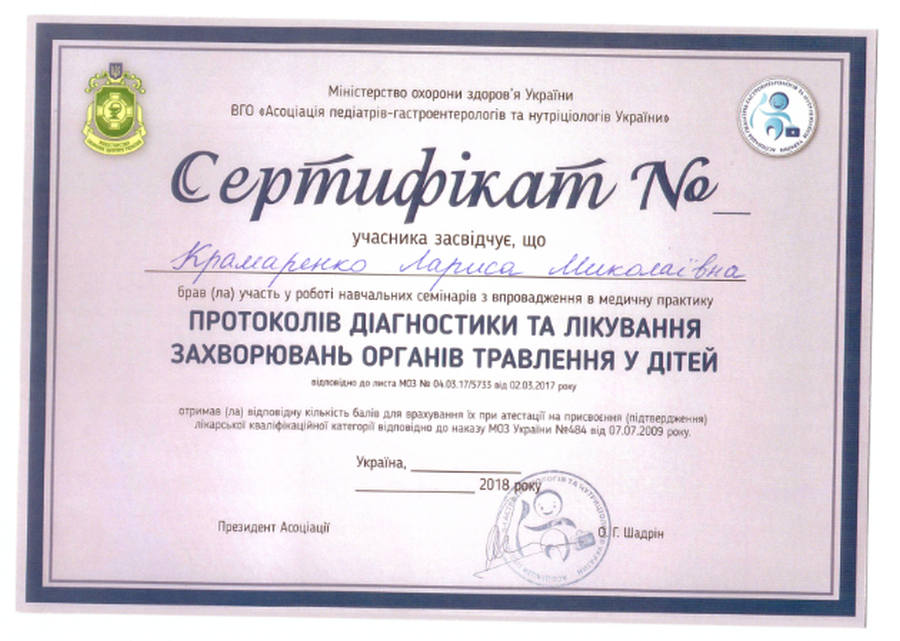 Міністерство охорони здоров'я України
ВГО «Асоціація педіатрів-гастроентерологів та нутріціологів України»
Сертифікат №_
учасника засвідчує, що
Крамаренко Лариса Миколаївна
брав (ла) участь у роботі навчальних семінарів з впровадження в медичну практику
ПРОТОКОЛІВ ДІАГНОСТИКИ ТА ЛІКУВАННЯ
ЗАХВОРЮВАНЬ ОРГАНІВ ТРАВЛЕННЯ У ДІТЕЙ
відповідно до листа МОЗ № 04.03.17/5733 від 02.03.2017 року
отримав (ла) відповідну кількість балів для врахування їх при атестації на присвоєння (підтвердження)
лікарської кваліфікаційної категорії відповідно до наказу МОЗ України №484 від 07.07.2009 року.
Україна, ____________
____________ 2018 року
Президент Асоціації
О. Г. Шадрін